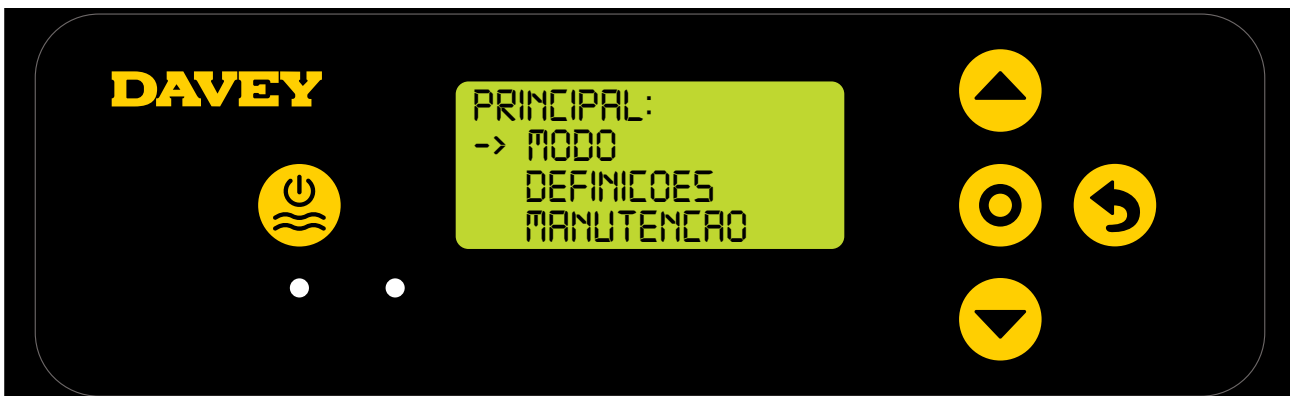 DAVEY
PRINCIPAL:
-> MODO
DEFINICOES
MANUTENCAO